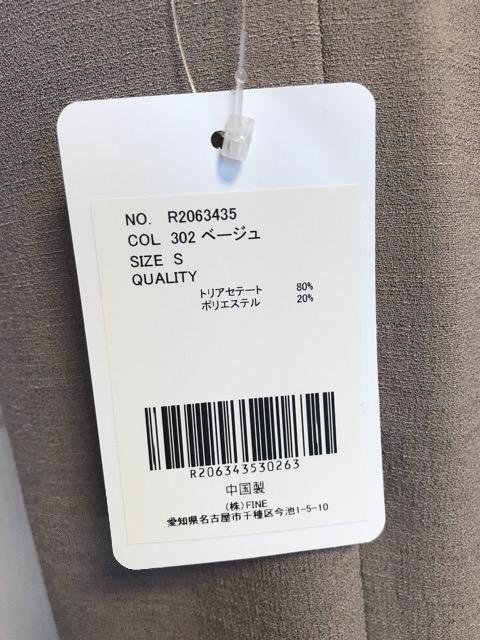 NO. R2063435
COL 302 ベージュ
SIZE S
QUALITY
トリアセテート 80%
ポリエステル 20%
R206343530263
中国製
(株)FINE
愛知県名古屋市千種区今池1-5-10